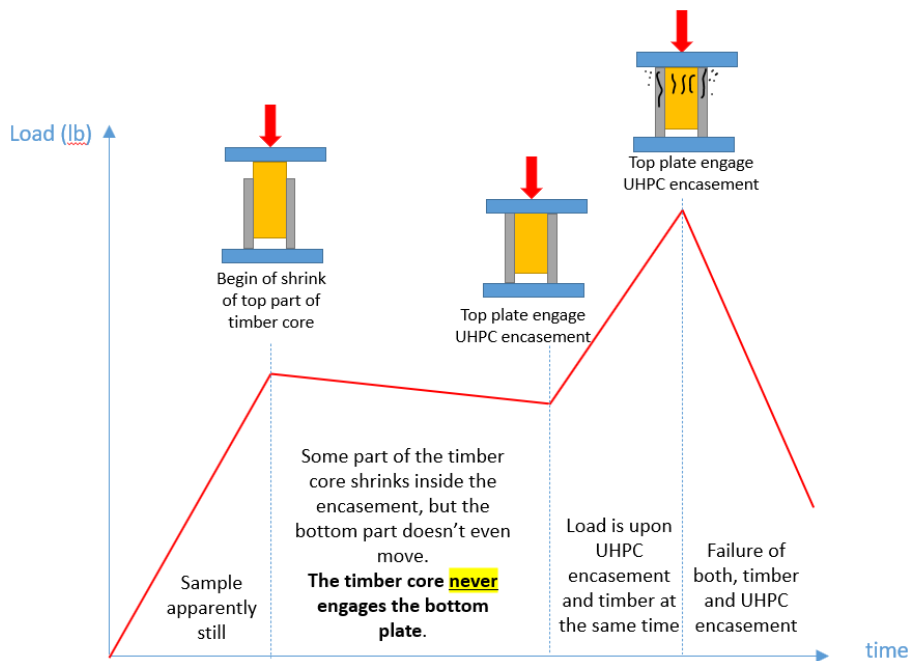 Load (lb)
Begin of shrink
of top part of
timber core
Top plate engage
UHPC encasement
Top plate engage
UHPC encasement
Sample
apparently
still
Some part of the timber
core shrinks inside the
encasement, but the
bottom part doesn't even
move.
The timber core never
engages the bottom
plate.
Load is upon
UHPC
encasement
and timber at
the same time
Failure of
both, timber
and UHPC
encasement
time